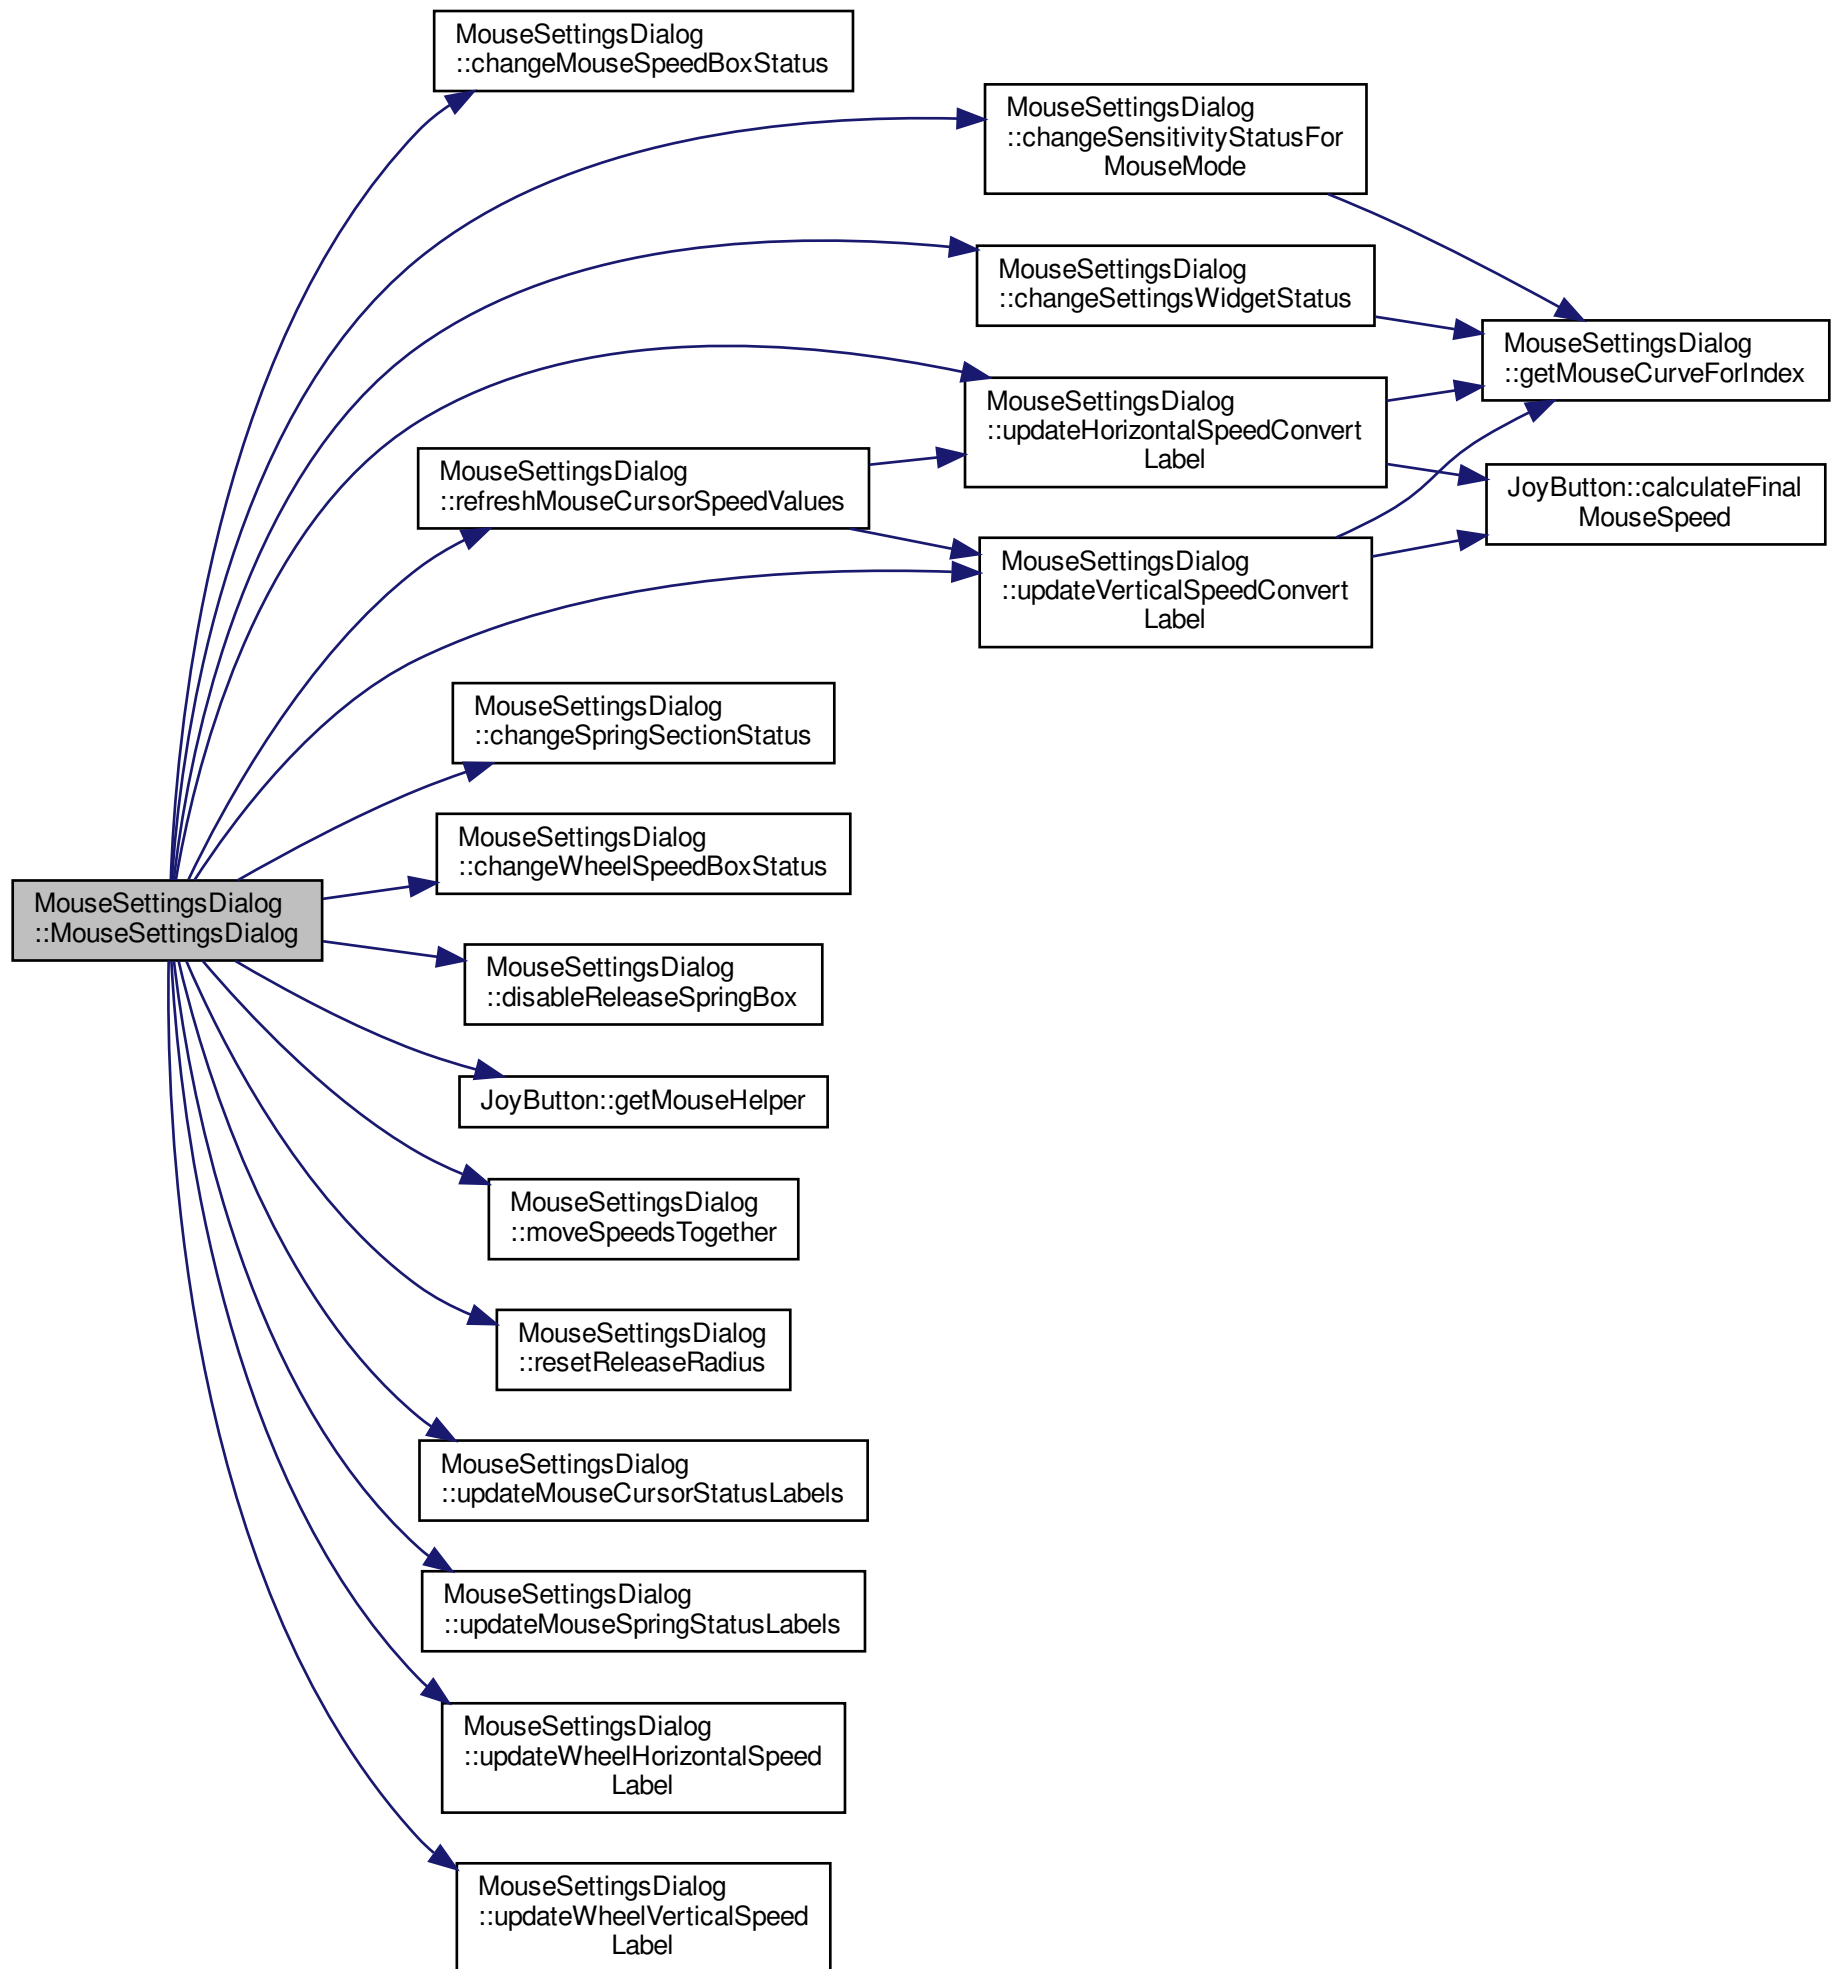 MouseSettingsDialog
::changeMouseSpeedBoxStatus
MouseSettingsDialog
::changeSensitivityStatusFor
MouseMode
MouseSettingsDialog
::changeSettingsWidgetStatus
MouseSettingsDialog
::getMouseCurveForIndex
MouseSettingsDialog
::updateHorizontalSpeedConvert
Label
MouseSettingsDialog
::refreshMouseCursorSpeedValues
JoyButton::calculateFinal
MouseSpeed
MouseSettingsDialog
::updateVerticalSpeedConvert
Label
MouseSettingsDialog
::changeSpringSectionStatus
MouseSettingsDialog
::changeWheelSpeedBoxStatus
MouseSettingsDialog
::MouseSettingsDialog
MouseSettingsDialog
::disableReleaseSpringBox
JoyButton::getMouseHelper
MouseSettingsDialog
::moveSpeedsTogether
MouseSettingsDialog
::resetReleaseRadius
MouseSettingsDialog
::updateMouseCursorStatusLabels
MouseSettingsDialog
::updateMouseSpringStatusLabels
MouseSettingsDialog
::updateWheelHorizontalSpeed
Label
MouseSettingsDialog
::updateWheelVerticalSpeed
Label